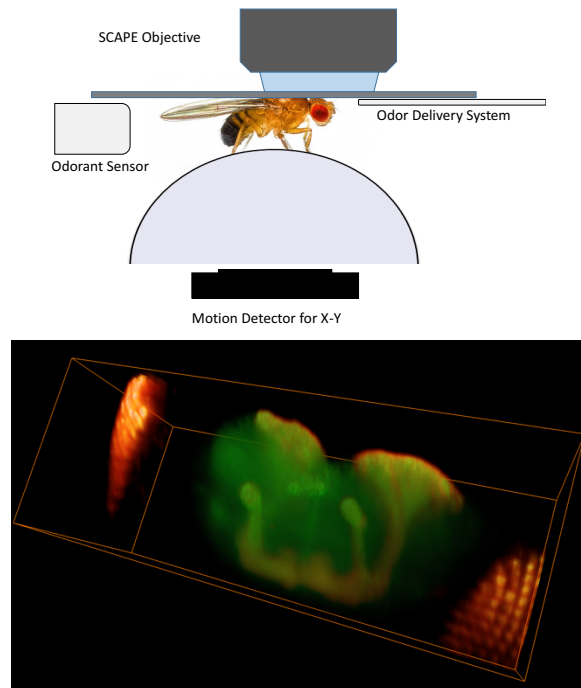 SCAPE Objective
Odor Delivery System
Odorant Sensor
Motion Detector for X-Y